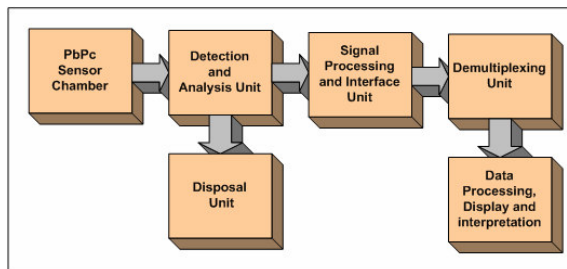 PbPc
Sensor
Chamber
Detection
and
Analysis Unit
Signal
Processing
and Interface
Unit
Demultiplexing
Unit
Disposal
Unit
Data
Processing,
Display and
interpretation